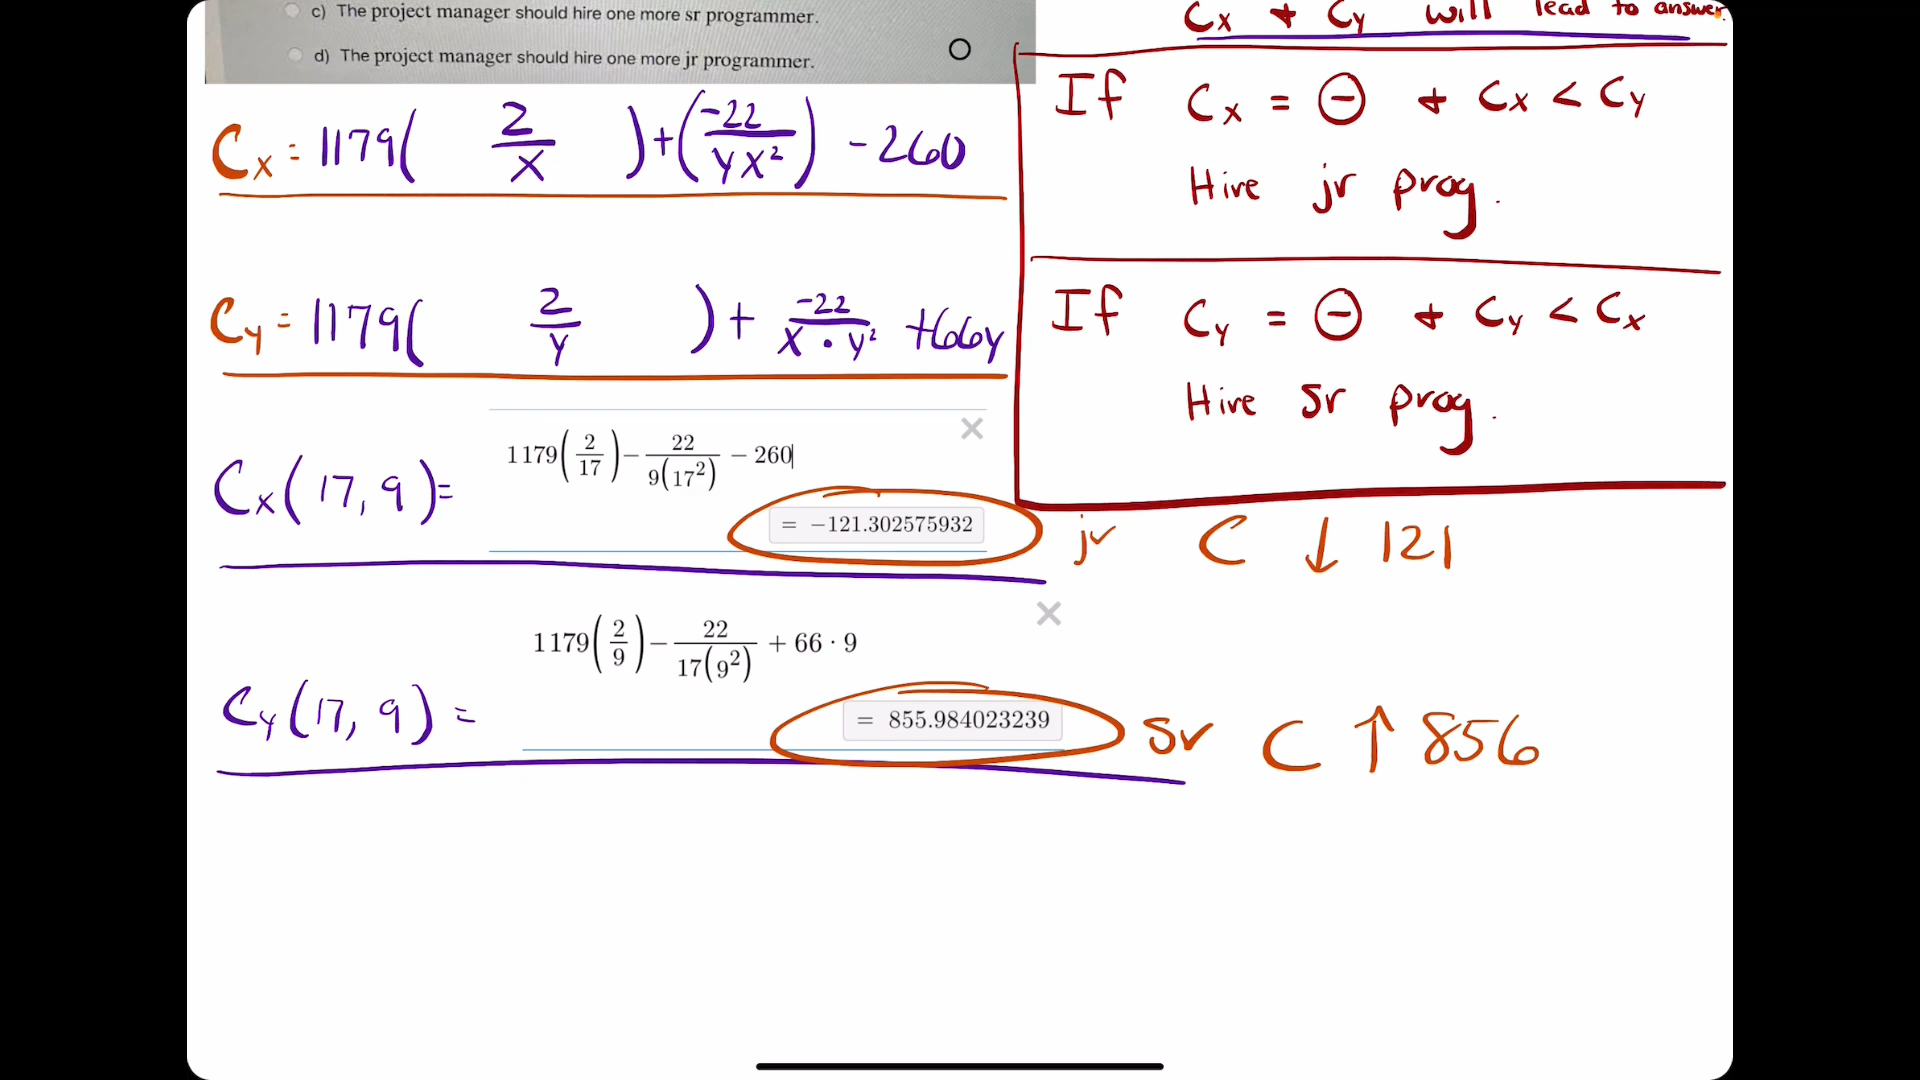 c) The project manager should hire one more sr programmer.
d) The project manager should hire one more jr programmer.
Cx & Cy will lead to answer.
Cx = 1179( 2/x ) + (-22/yx²) - 260
If Cx = ⊖ & Cx < Cy
Hire jr prog.
Cy = 1179( 2/y ) + -22/x·y² + 66y
If Cy = ⊖ & Cy < Cx
Hire sr prog.
Cx(17, 9) = 1179(2/17) - 22/9(17²) - 260
= −121.302575932
jr C ↓ 121
Cy(17, 9) = 1179(2/9) - 22/17(9²) + 66 · 9
= 855.984023239
sr C ↑ 856